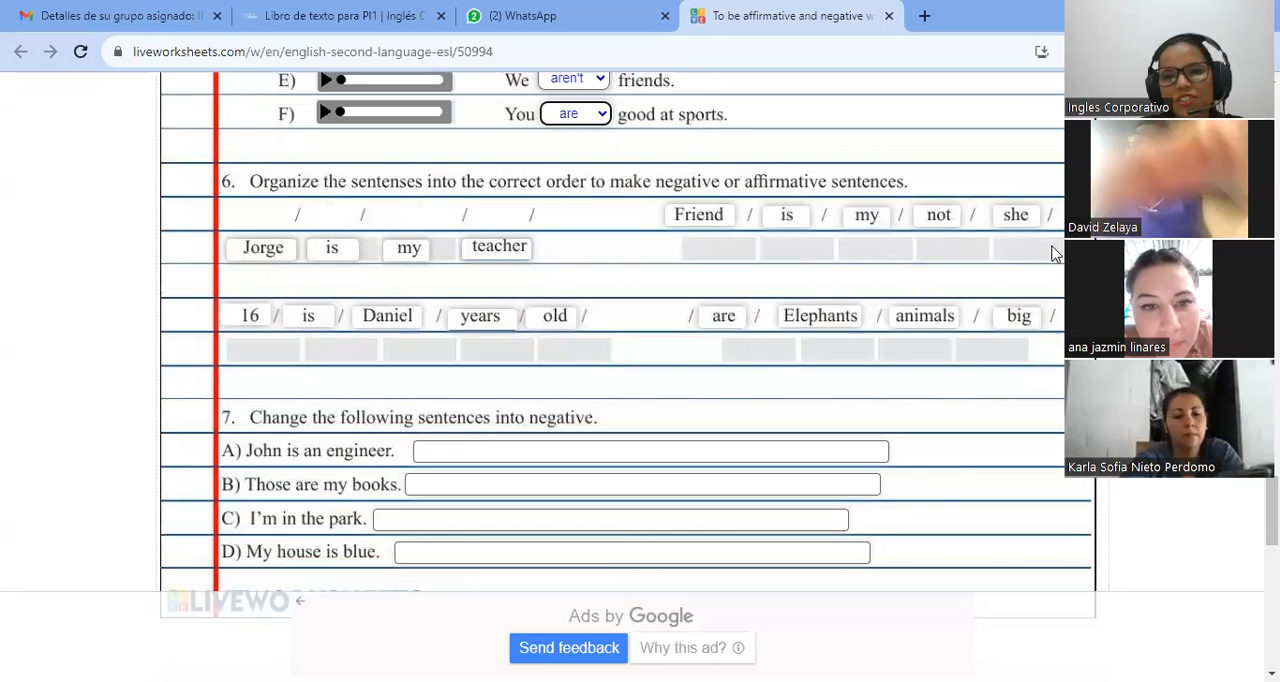 Detalles de su grupo asignado: I
Libro de texto PI1 | Inglés C
(2) WhatsApp
To be affirmative and negative w
liveworksheets.com/w/en/english-second-language-esl/50994
E) We aren't friends.
F) You are good at sports.
6. Organize the sentenses into the correct order to make negative or affirmative sentences.
/ / / / Friend / is / my / not / she /
Jorge is my teacher
16 / is / Daniel / years / old / / are / Elephants / animals / big /
7. Change the following sentences into negative.
A) John is an engineer.
B) Those are my books.
C) I'm in the park.
D) My house is blue.
LIVEWO
Ads by Google
Send feedback
Why this ad?
Ingles Corporativo
David Zelaya
ana jazmin linares
Karla Sofia Nieto Perdomo